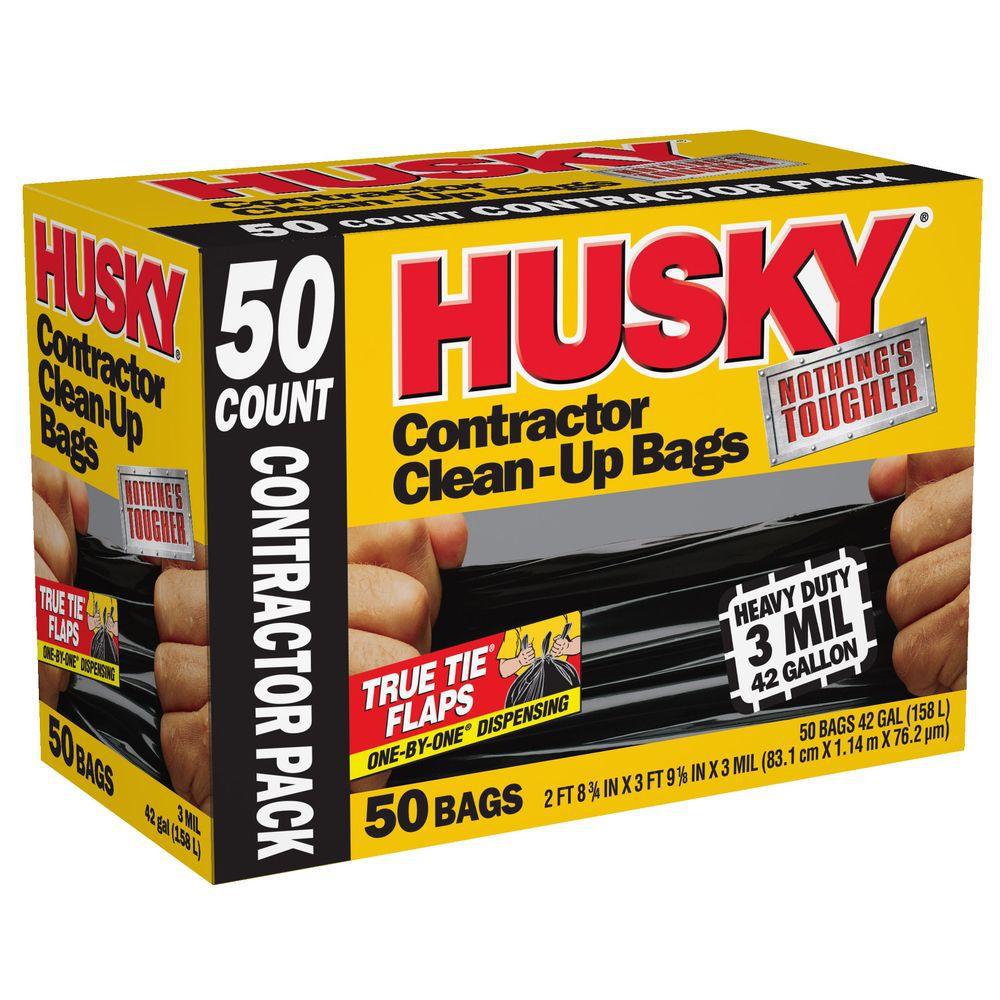 HUSKY®
Contractor
Clean-Up Bags
50 COUNT CONTRACTOR PACK
HUSKY®
Contractor
Clean-Up
Bags
NOTHING'S
TOUGHER.
TRUE TIE®
FLAPS
ONE-BY-ONE® DISPENSING
50 BAGS
3 MIL
42 gal (158 L)
50
COUNT
CONTRACTOR PACK
HUSKY®
NOTHING'S
TOUGHER.
Contractor
Clean-Up Bags
HEAVY DUTY
3 MIL
42 GALLON
TRUE TIE®
FLAPS
ONE-BY-ONE® DISPENSING
50 BAGS
50 BAGS 42 GAL (158 L)
2 FT 8 ¾ IN X 3 FT 9 ⅛ IN X 3 MIL (83.1 cm X 1.14 m X 76.2 µm)